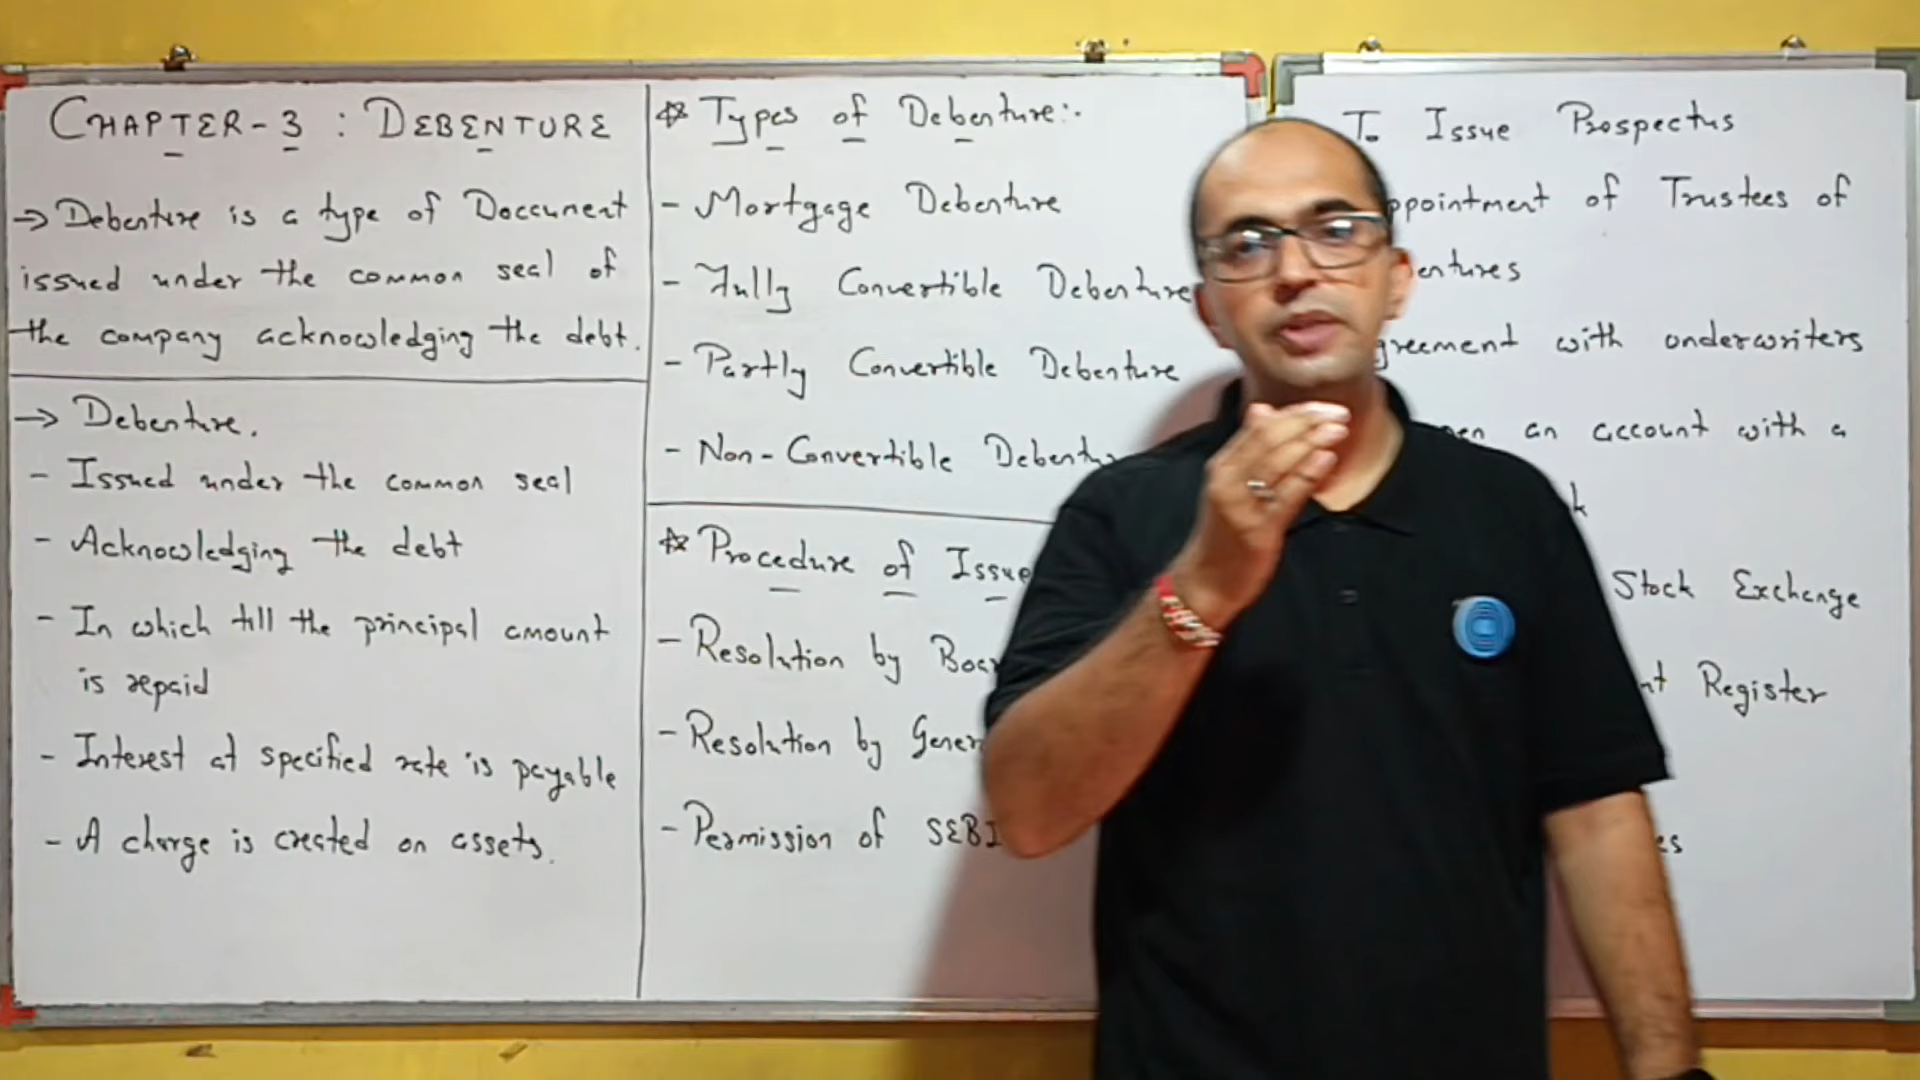 CHAPTER-3 : DEBENTURE
→ Debenture is a type of Document
issued under the common seal of
the company acknowledging the debt.
→ Debenture.
- Issued under the common seal
- Acknowledging the debt
- In which till the principal amount
is repaid
- Interest at specified rate is payable
- A charge is created on assets.
☆ Types of Debenture:-
- Mortgage Debenture
- Fully Convertible Debenture
- Partly Convertible Debenture
- Non-Convertible
☆ Procedure of Issue
- Resolution by
- Resolution by
- Permission of SEBI
To Issue Prospectus
of Trustees of
with underwriters
an account with a
Stock Exchange
Register